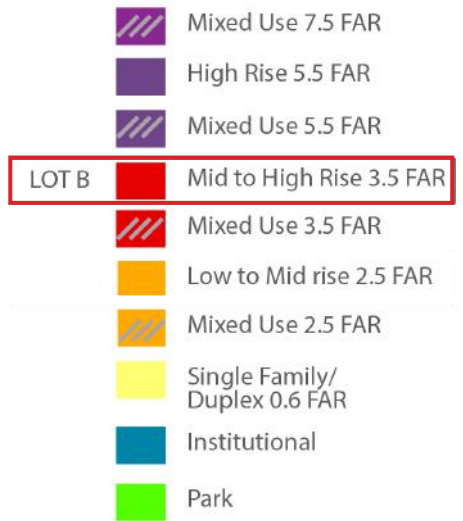 Mixed Use 7.5 FAR
High Rise 5.5 FAR
Mixed Use 5.5 FAR
LOT B Mid to High Rise 3.5 FAR
Mixed Use 3.5 FAR
Low to Mid rise 2.5 FAR
Mixed Use 2.5 FAR
Single Family/
Duplex 0.6 FAR
Institutional
Park